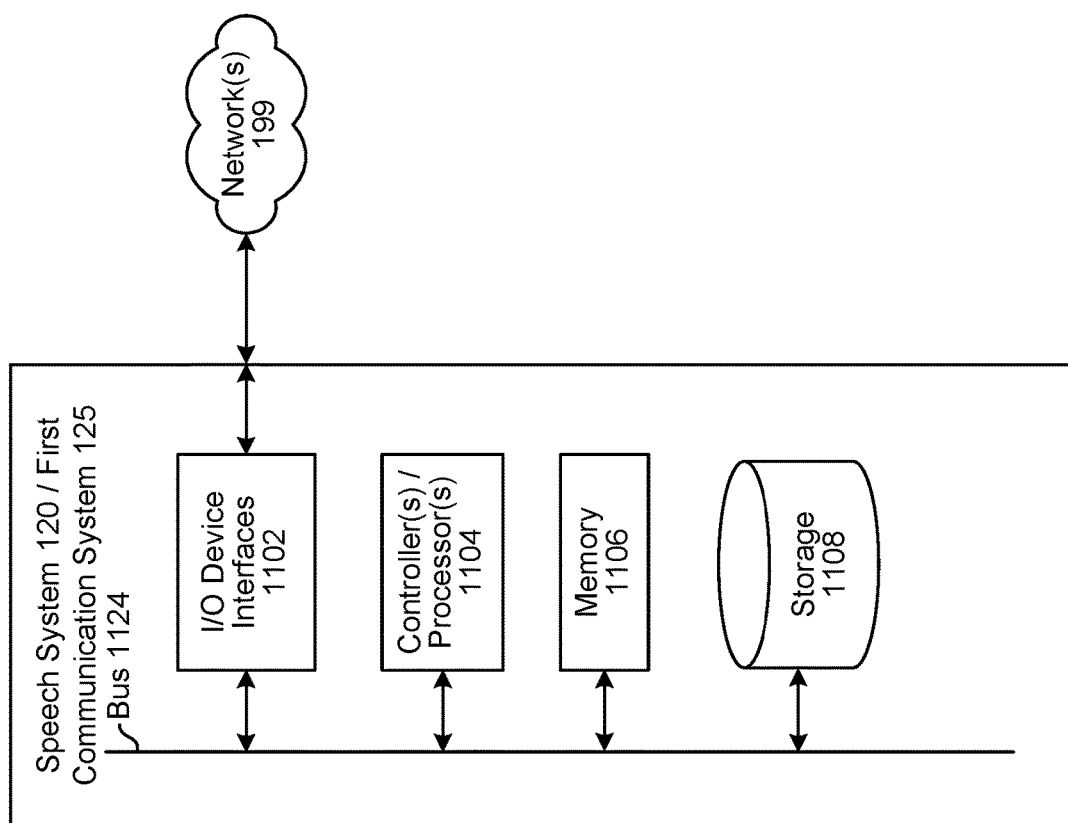 Speech System 120 / First
Communication System 125
Bus 1124
I/O Device
Interfaces
1102
Controller(s) /
Processor(s)
1104
Memory
1106
Storage
1108
Network(s)
199